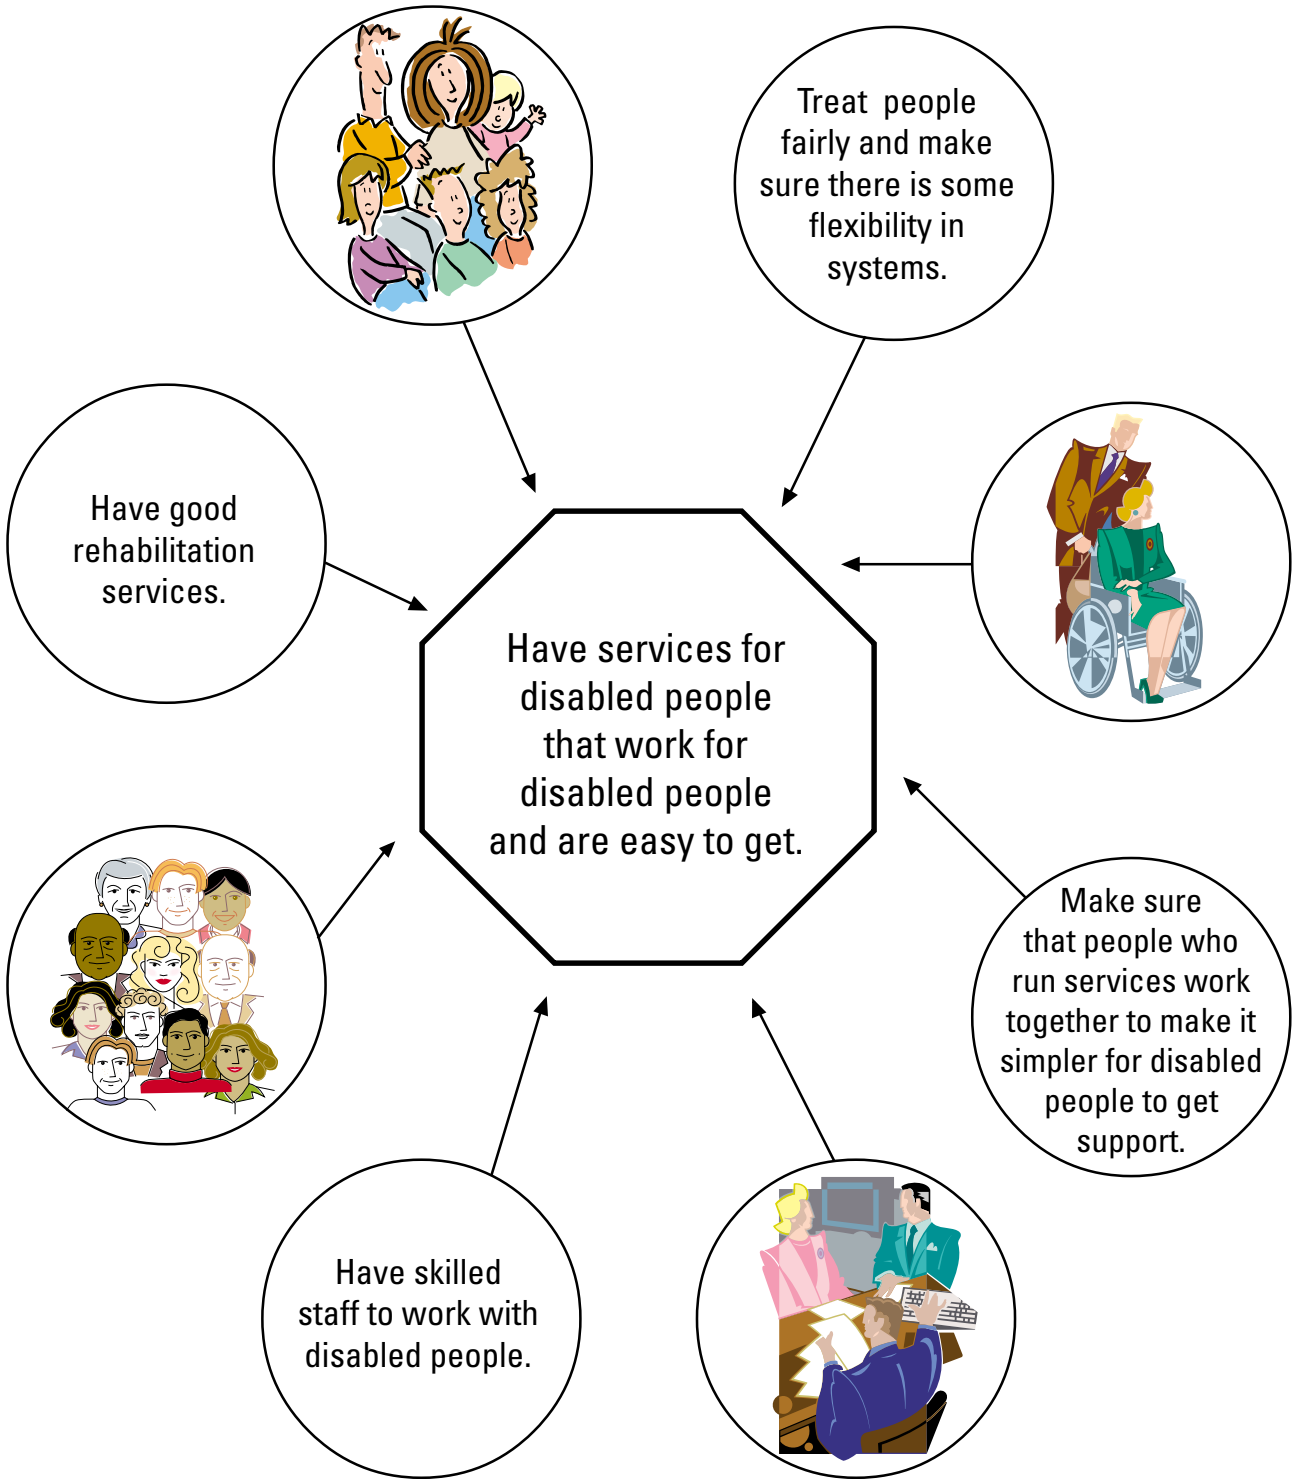 Treat people
fairly and make
sure there is some
flexibility in
systems.
Have good
rehabilitation
services.
Have services for
disabled people
that work for
disabled people
and are easy to get.
Make sure
that people who
run services work
together to make it
simpler for disabled
people to get
support.
Have skilled
staff to work with
disabled people.